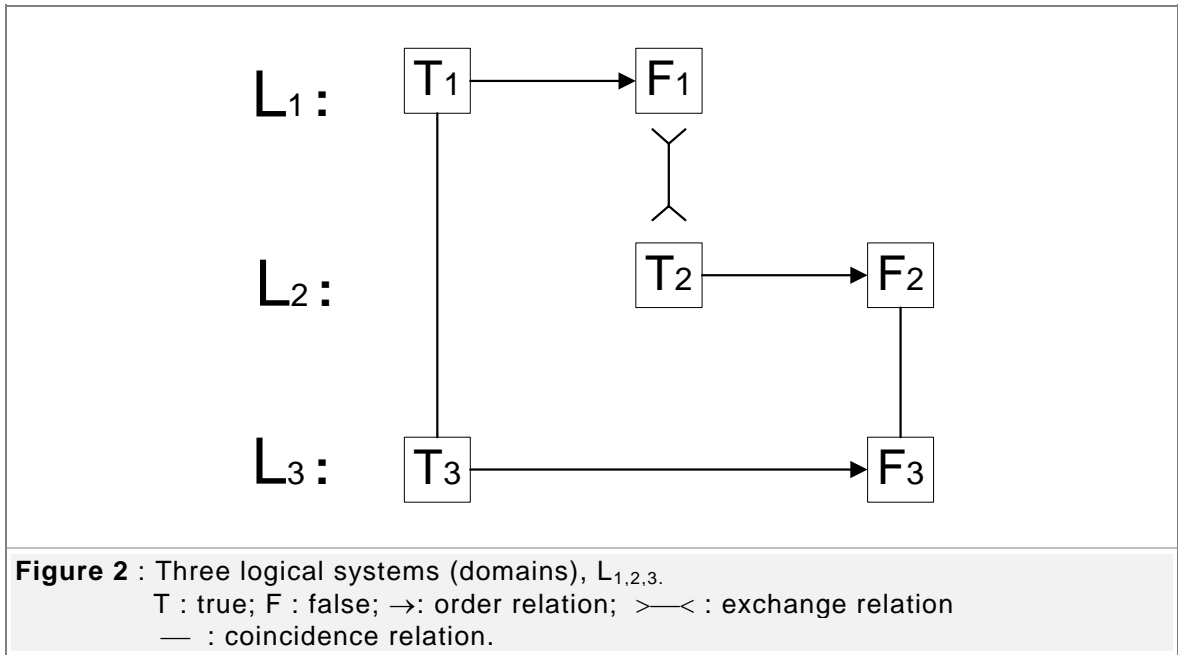 L1 : T1 F1
L2 : T2 F2
L3 : T3 F3
Figure 2 : Three logical systems (domains), L1,2,3.
T : true; F : false; →: order relation; >—< : exchange relation
— : coincidence relation.